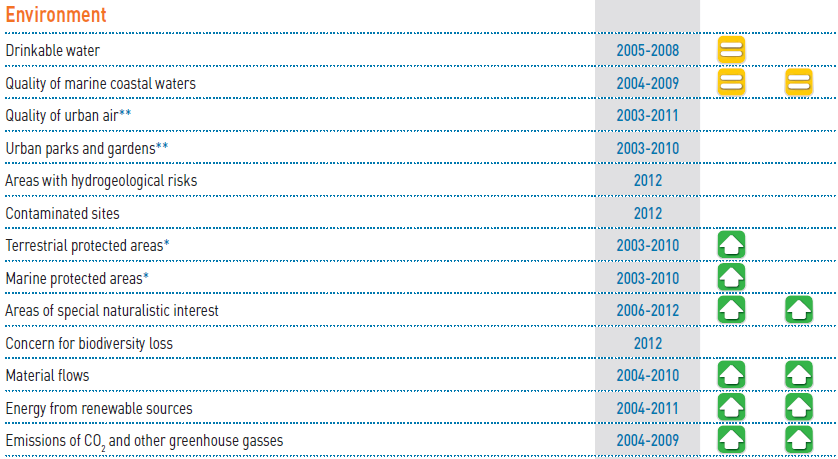 Environment
Drinkable water 2005-2008
Quality of marine coastal waters 2004-2009
Quality of urban air** 2003-2011
Urban parks and gardens** 2003-2010
Areas with hydrogeological risks 2012
Contaminated sites 2012
Terrestrial protected areas* 2003-2010
Marine protected areas* 2003-2010
Areas of special naturalistic interest 2006-2012
Concern for biodiversity loss 2012
Material flows 2004-2010
Energy from renewable sources 2004-2011
Emissions of CO2 and other greenhouse gasses 2004-2009